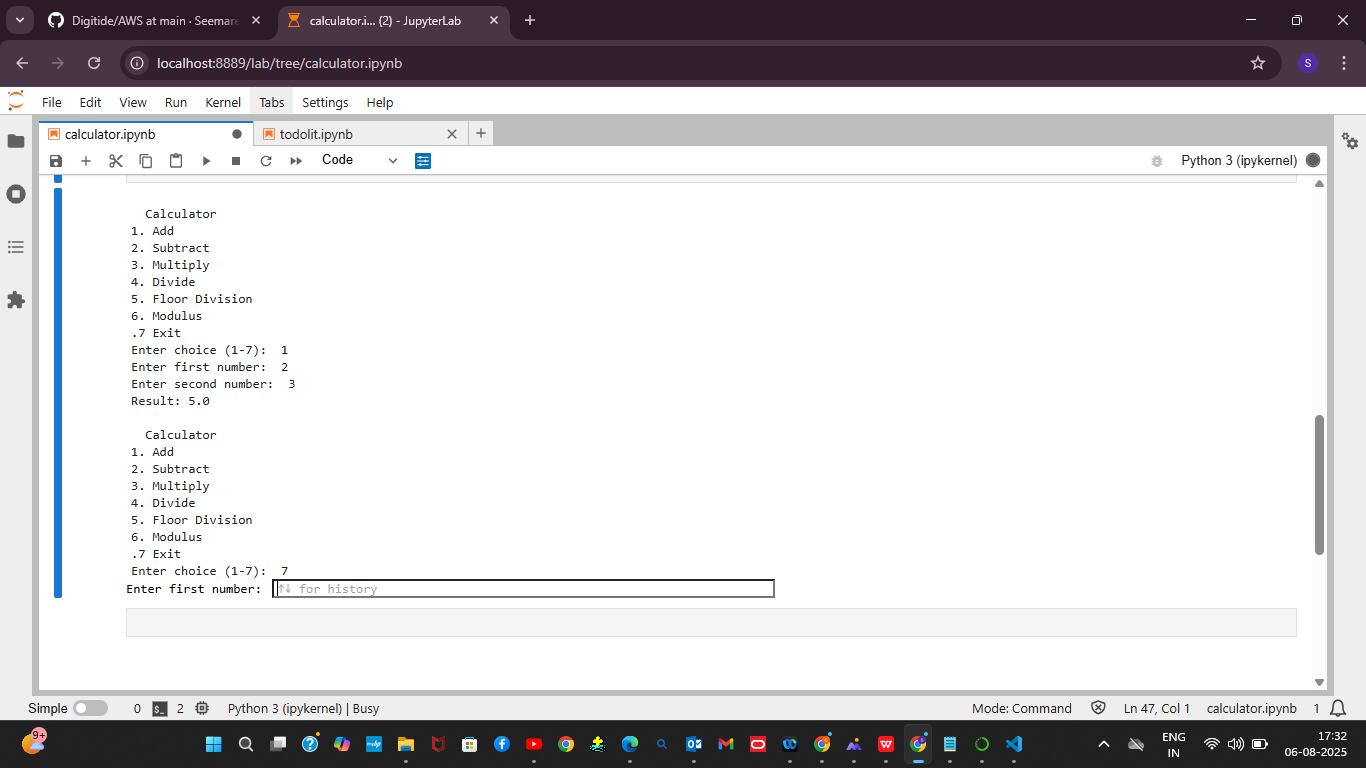 Digitide/AWS at main · Seemare
calculator.i... (2) - JupyterLab
localhost:8889/lab/tree/calculator.ipynb
S
File Edit View Run Kernel Tabs Settings Help
calculator.ipynb
todolit.ipynb
Code
Python 3 (ipykernel)
Calculator
1. Add
2. Subtract
3. Multiply
4. Divide
5. Floor Division
6. Modulus
.7 Exit
Enter choice (1-7): 1
Enter first number: 2
Enter second number: 3
Result: 5.0
Calculator
1. Add
2. Subtract
3. Multiply
4. Divide
5. Floor Division
6. Modulus
.7 Exit
Enter choice (1-7): 7
Enter first number: ↑↓ for history
Simple 0 $_ 2 Python 3 (ipykernel) | Busy Mode: Command Ln 47, Col 1 calculator.ipynb 1
9+
ENG
IN
17:32
06-08-2025